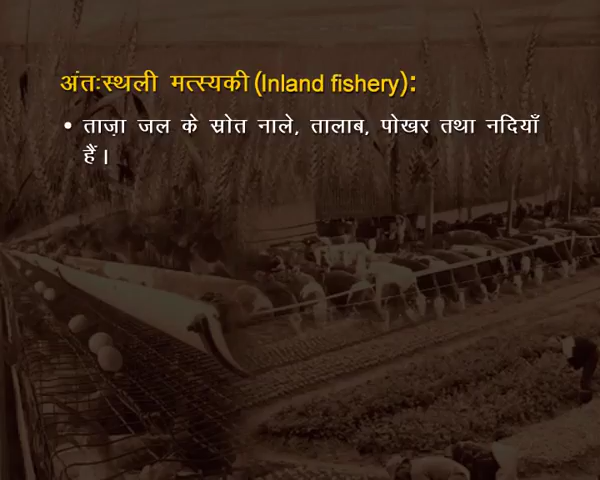 अंतःस्थली मत्स्यकी (Inland fishery):
• ताज़ा जल के स्रोत नाले, तालाब, पोखर तथा नदियाँ
हैं।